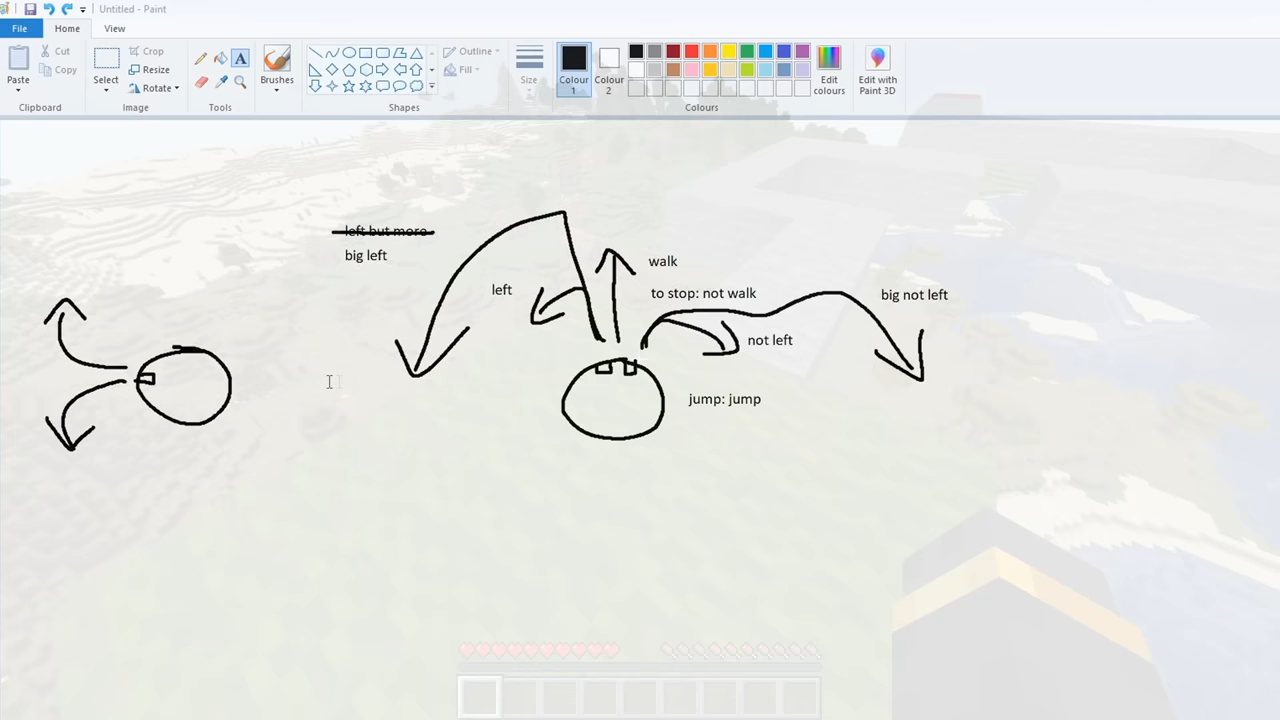 Untitled - Paint
File
Home
View
Paste
Cut
Copy
Clipboard
Select
Crop
Resize
Rotate
Image
Tools
Brushes
Shapes
Outline
Fill
Size
Colour 1
Colour 2
Edit colours
Edit with Paint 3D
Colours
left but more
big left
left
walk
to stop: not walk
big not left
not left
jump: jump